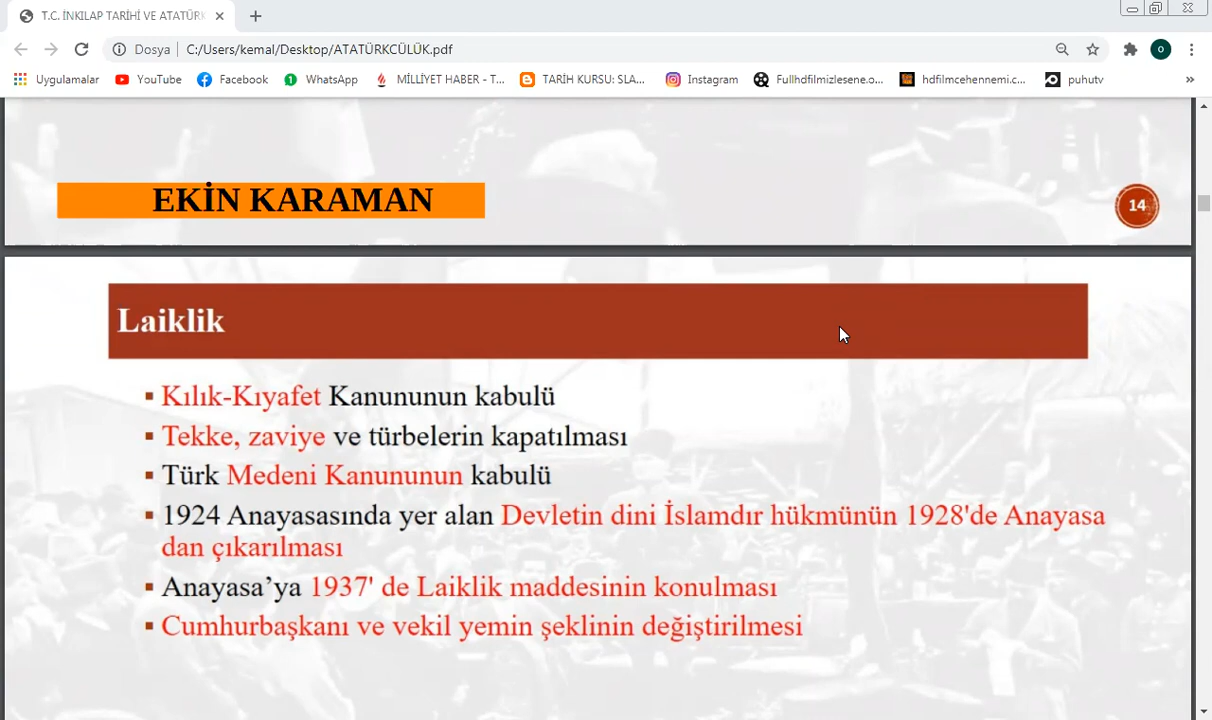 T.C. İNKILAP TARİHİ VE ATATÜRK
Dosya C:/Users/kemal/Desktop/ATATÜRKCÜLÜK.pdf
O
Uygulamalar YouTube Facebook WhatsApp MİLLİYET HABER - T... TARİH KURSU: SLA... Instagram Fullhdfilmizlesene.o... hdfilmcehennemi.c... puhutv »
EKİN KARAMAN
14
Laiklik
▪ Kılık-Kıyafet Kanununun kabulü
▪ Tekke, zaviye ve türbelerin kapatılması
▪ Türk Medeni Kanununun kabulü
▪ 1924 Anayasasında yer alan Devletin dini İslamdır hükmünün 1928'de Anayasa
dan çıkarılması
▪ Anayasa’ya 1937' de Laiklik maddesinin konulması
▪ Cumhurbaşkanı ve vekil yemin şeklinin değiştirilmesi